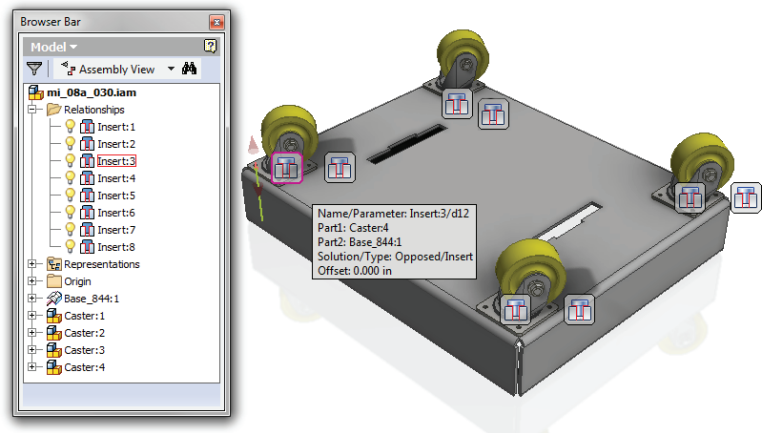 Browser Bar
Model
Assembly View
mi_08a_030.iam
Relationships
Insert:1
Insert:2
Insert:3
Insert:4
Insert:5
Insert:6
Insert:7
Insert:8
Representations
Origin
Base_844:1
Caster:1
Caster:2
Caster:3
Caster:4
Name/Parameter: Insert:3/d12
Part1: Caster:4
Part2: Base_844:1
Solution/Type: Opposed/Insert
Offset: 0.000 in